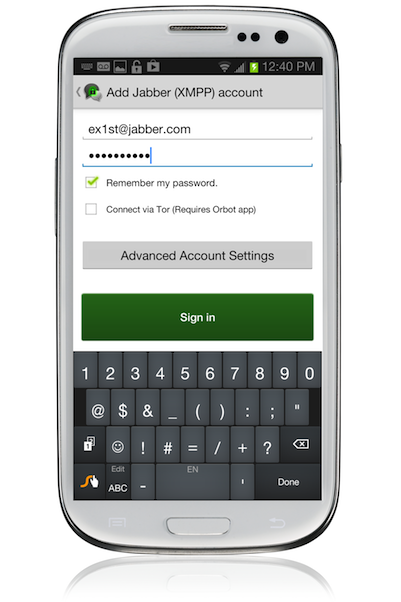 12:40 PM
Add Jabber (XMPP) account
ex1st@jabber.com
••••••••••
Remember my password.
Connect via Tor (Requires Orbot app)
Advanced Account Settings
Sign in
1 2 3 4 5 6 7 8 9 0
@ $ & _ ( ) : ; "
1 ! # = / + ?
Edit EN
ABC - ' Done